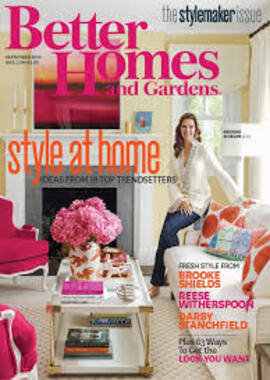 the stylemaker issue
Better
Homes
and Gardens
style at home
IDEAS FROM 18 TOP TRENDSETTERS
FRESH STYLE FROM
BROOKE
SHIELDS
REESE
WITHERSPOON
DARBY
STANCHFIELD
Plus 63 Ways
To Get the
LOOK YOU WANT